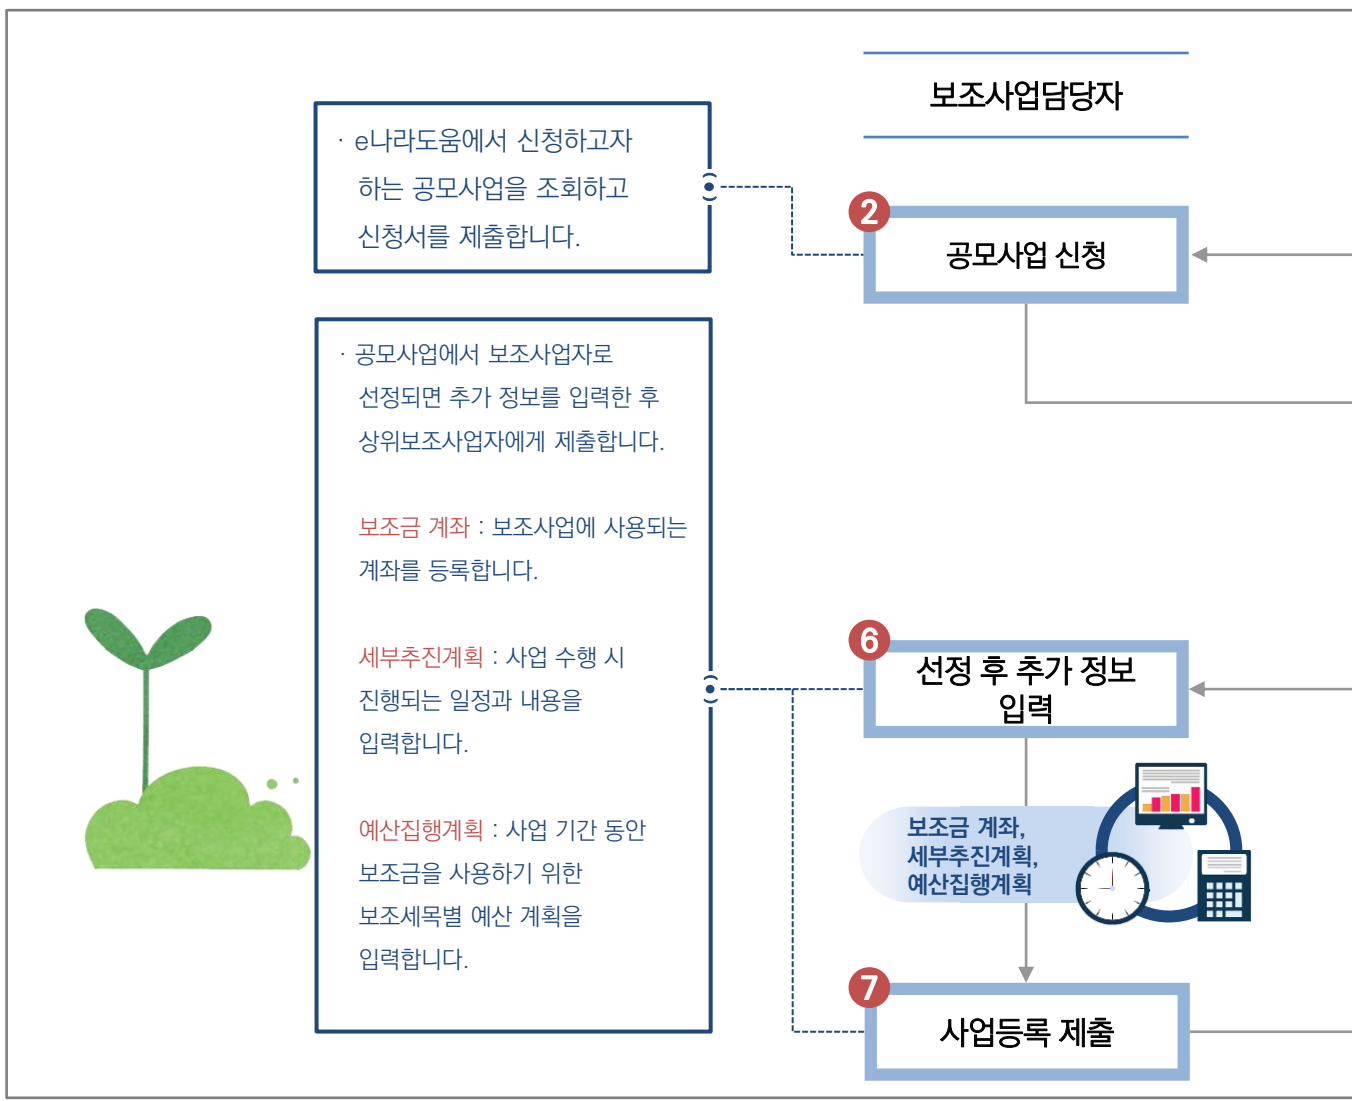 보조사업담당자
· e나라도움에서 신청하고자
하는 공모사업을 조회하고
신청서를 제출합니다.
2
공모사업 신청
· 공모사업에서 보조사업자로
선정되면 추가 정보를 입력한 후
상위보조사업자에게 제출합니다.
보조금 계좌 : 보조사업에 사용되는
계좌를 등록합니다.
세부추진계획 : 사업 수행 시
진행되는 일정과 내용을
입력합니다.
예산집행계획 : 사업 기간 동안
보조금을 사용하기 위한
보조세목별 예산 계획을
입력합니다.
6
선정 후 추가 정보
입력
보조금 계좌,
세부추진계획,
예산집행계획
7
사업등록 제출